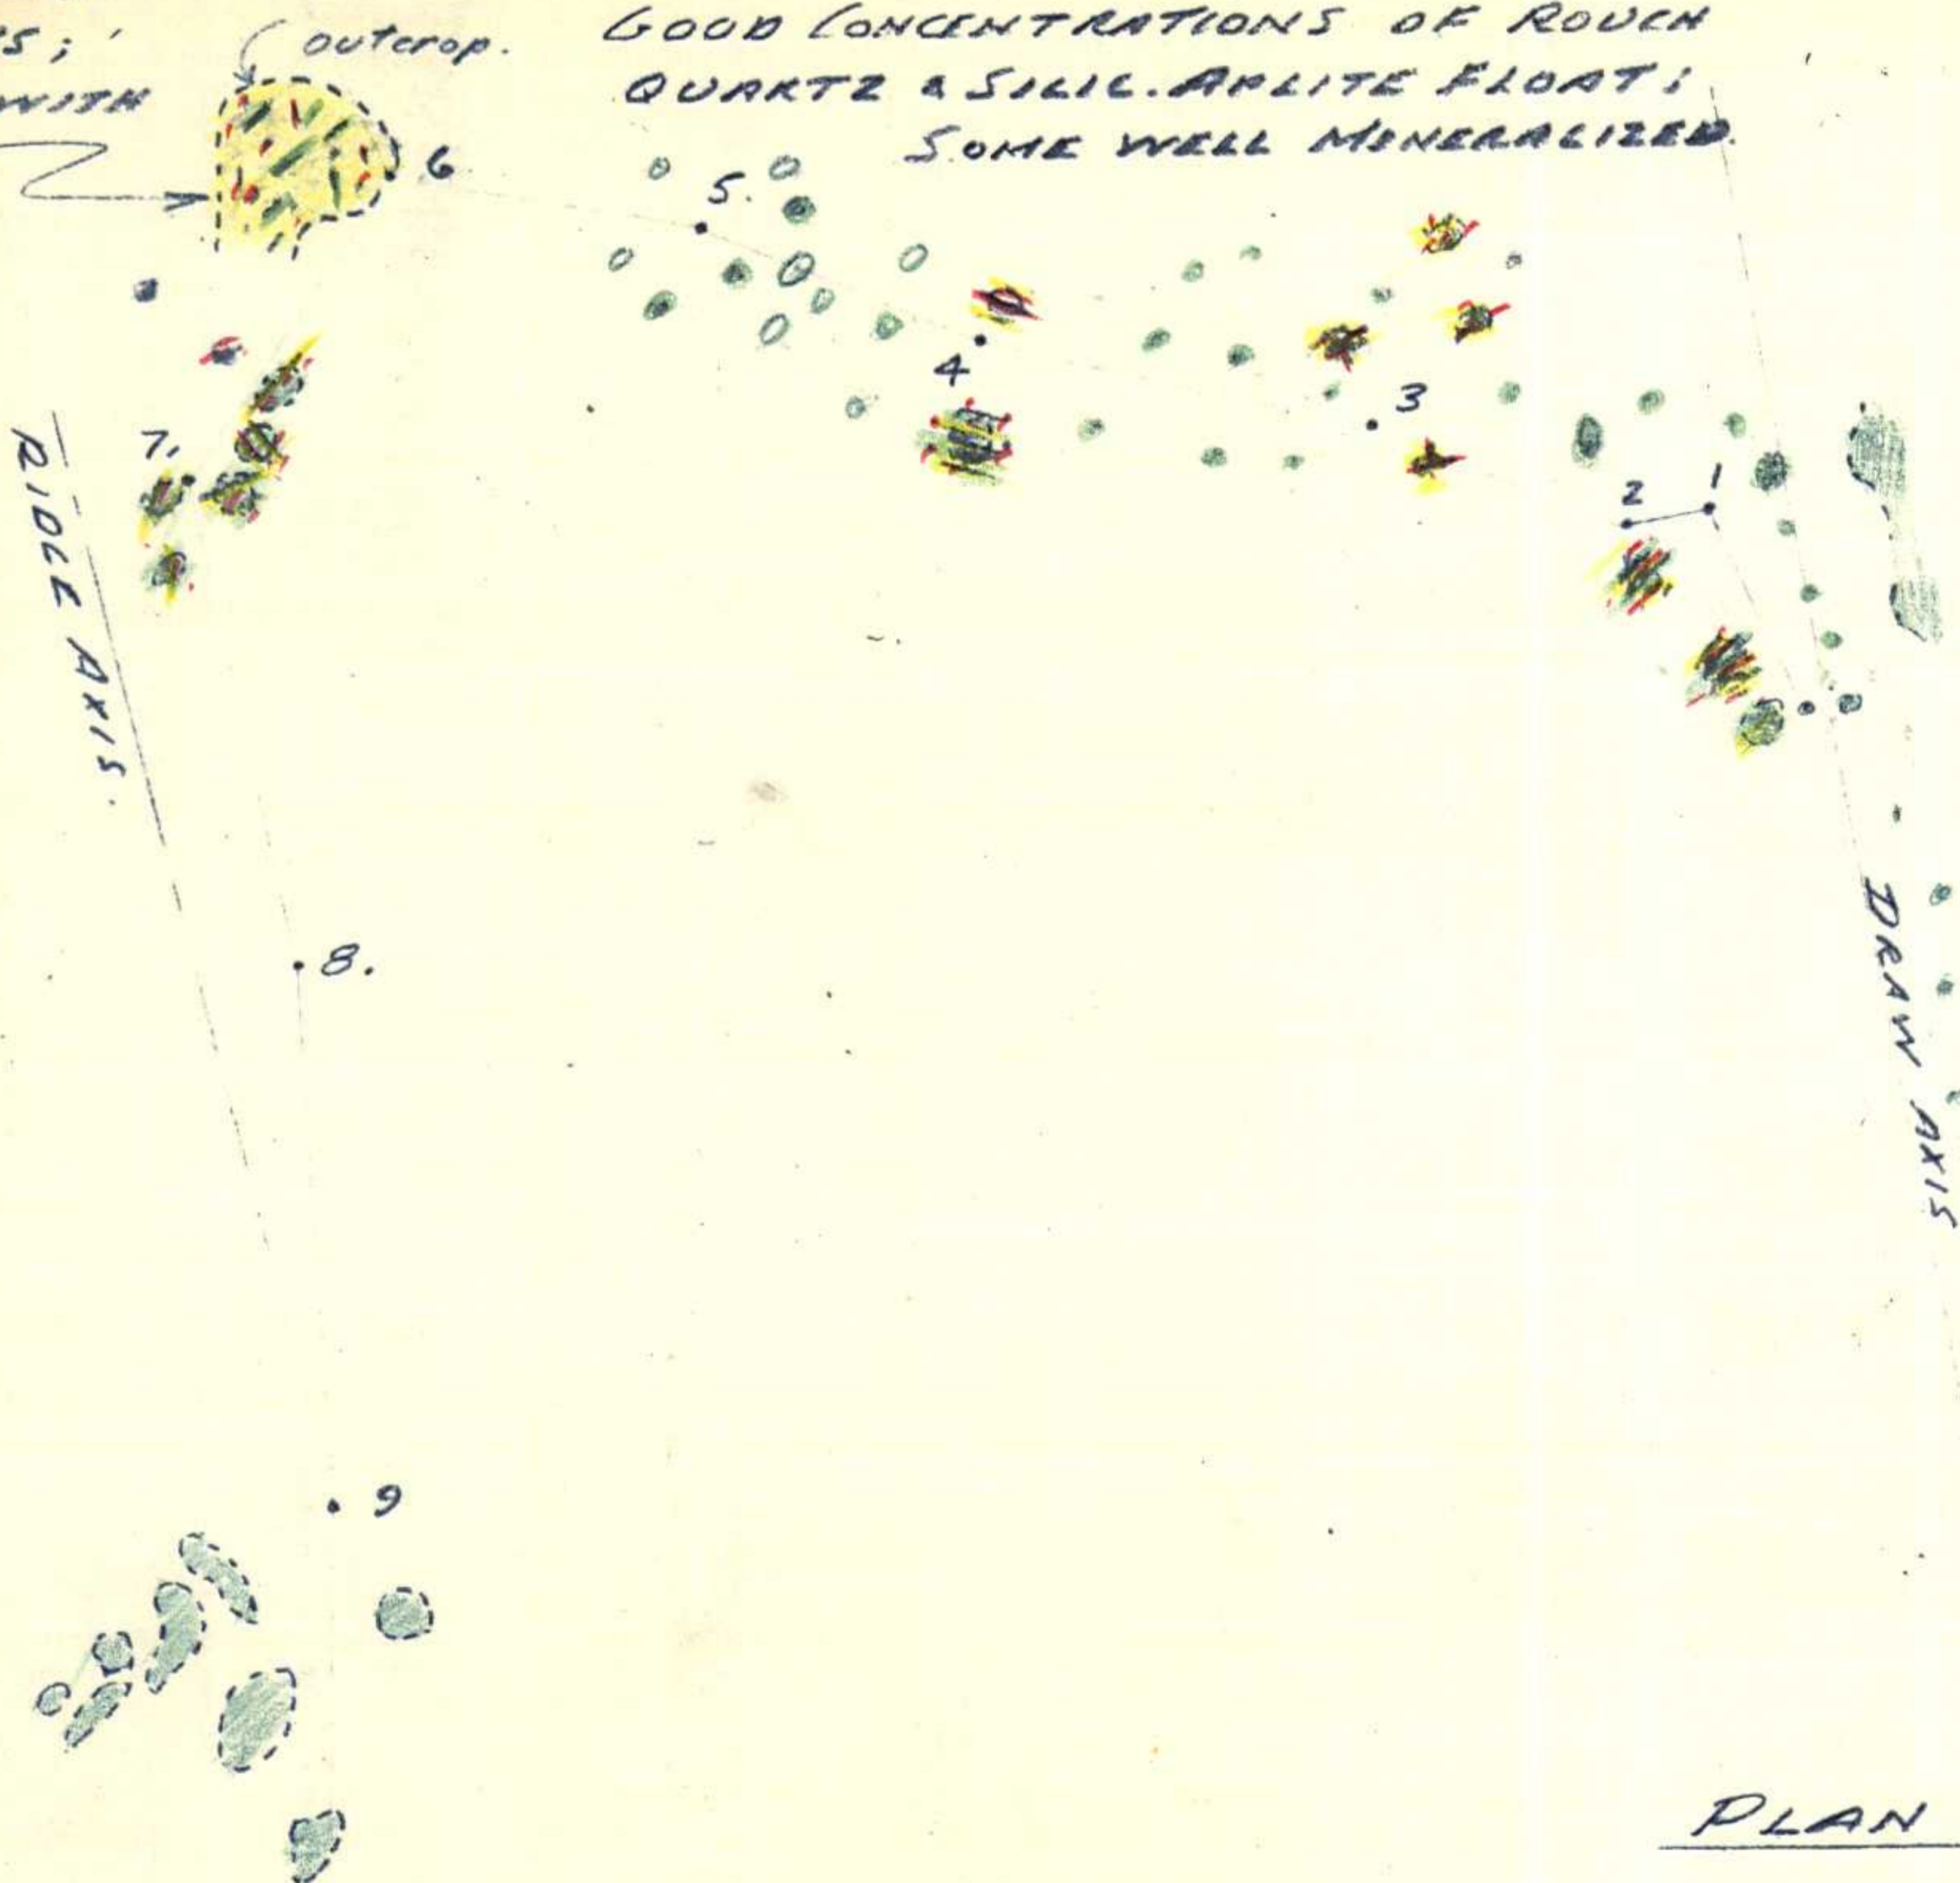 S;
WITH
outcrop.
GOOD CONCENTRATIONS OF ROUGH
QUARTZ & SILIC. APLITE FLOAT;
SOME WELL MINERALIZED.
6
5.
4
3
2
1
7.
RIDGE AXIS.
8.
DRAW AXIS
9
PLAN